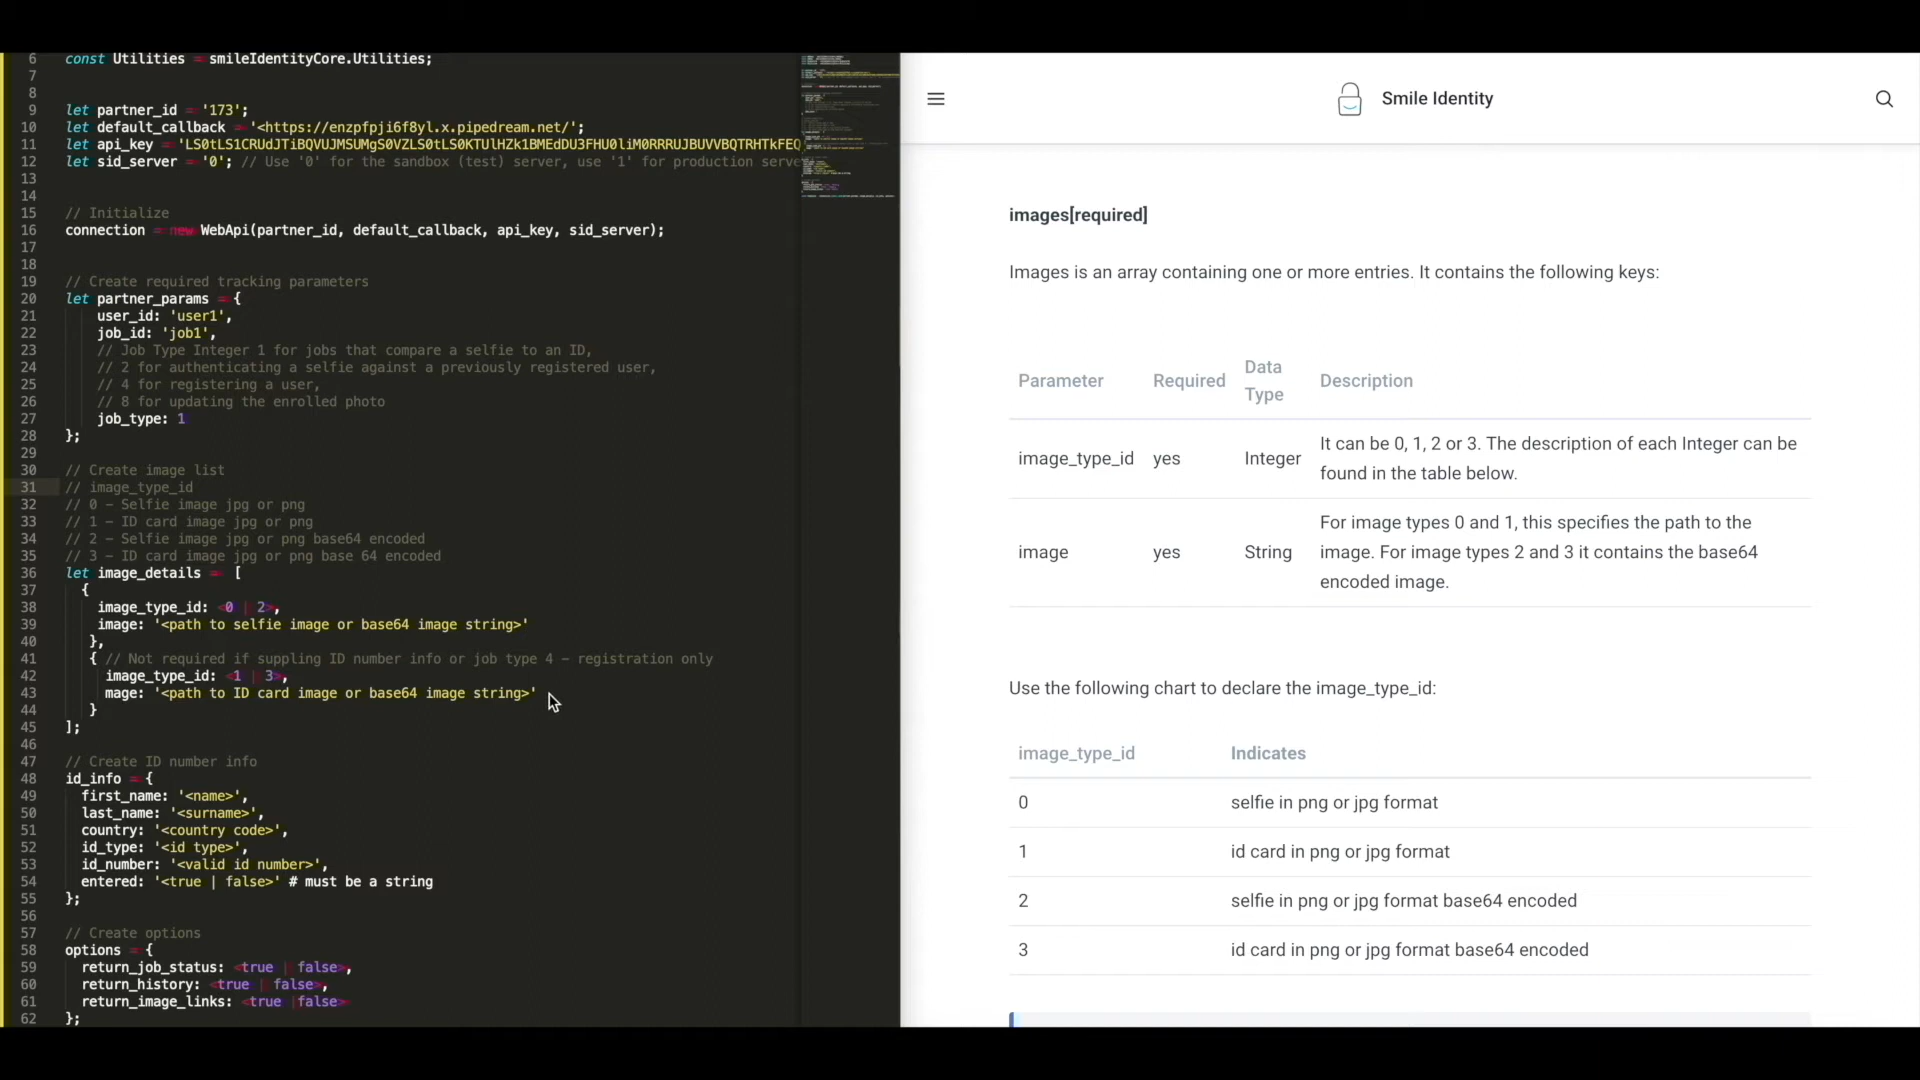 6 const Utilities = smileIdentityCore.Utilities;
7
8
9 let partner_id = '173';
10 let default_callback = '<https://enzpfpji6f8yl.x.pipedream.net/';
11 let api_key = 'LS0tLS1CRUdJTiBQVUJMSUMgS0VZLS0tLS0KTUlHZk1BMEdDU3FHU0liM0RRRUJBUVVBQTRHTkFEQ
12 let sid_server = '0'; // Use '0' for the sandbox (test) server, use '1' for production serve
13
14
15 // Initialize
16 connection = new WebApi(partner_id, default_callback, api_key, sid_server);
17
18
19 // Create required tracking parameters
20 let partner_params = {
21 user_id: 'user1',
22 job_id: 'job1',
23 // Job Type Integer 1 for jobs that compare a selfie to an ID,
24 // 2 for authenticating a selfie against a previously registered user,
25 // 4 for registering a user,
26 // 8 for updating the enrolled photo
27 job_type: 1
28 };
29
30 // Create image list
31 // image_type_id
32 // 0 - Selfie image jpg or png
33 // 1 - ID card image jpg or png
34 // 2 - Selfie image jpg or png base64 encoded
35 // 3 - ID card image jpg or png base 64 encoded
36 let image_details = [
37 {
38 image_type_id: <0 | 2>,
39 image: '<path to selfie image or base64 image string>'
40 },
41 { // Not required if suppling ID number info or job type 4 - registration only
42 image_type_id: <1 | 3>,
43 mage: '<path to ID card image or base64 image string>'
44 }
45 ];
46
47 // Create ID number info
48 id_info = {
49 first_name: '<name>',
50 last_name: '<surname>',
51 country: '<country code>',
52 id_type: '<id type>',
53 id_number: '<valid id number>',
54 entered: '<true | false>' # must be a string
55 };
56
57 // Create options
58 options = {
59 return_job_status: <true | false>,
60 return_history: <true | false>,
61 return_image_links: <true |false>
62 };
Smile Identity
images[required]
Images is an array containing one or more entries. It contains the following keys:
Parameter Required Data Type Description
image_type_id yes Integer It can be 0, 1, 2 or 3. The description of each Integer can be
found in the table below.
image yes String For image types 0 and 1, this specifies the path to the
image. For image types 2 and 3 it contains the base64
encoded image.
Use the following chart to declare the image_type_id:
image_type_id Indicates
0 selfie in png or jpg format
1 id card in png or jpg format
2 selfie in png or jpg format base64 encoded
3 id card in png or jpg format base64 encoded